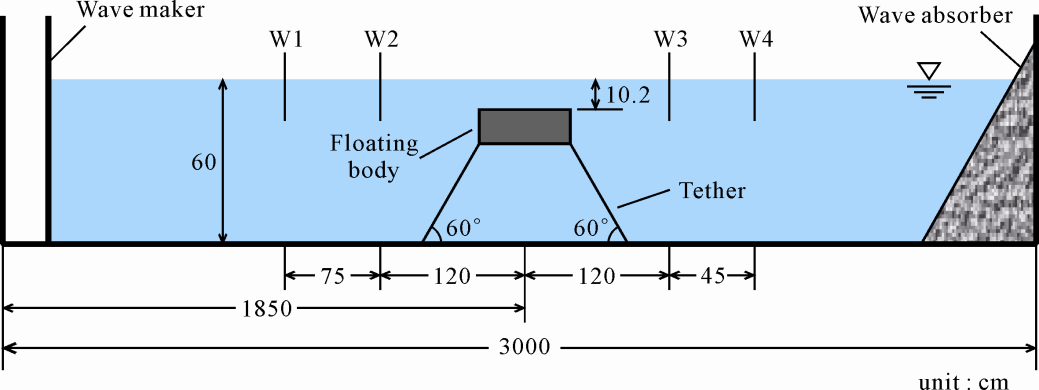 Wave maker
Wave absorber
W1
W2
W3
W4
10.2
Floating
body
60
Tether
60°
60°
75
120
120
45
1850
3000
unit : cm